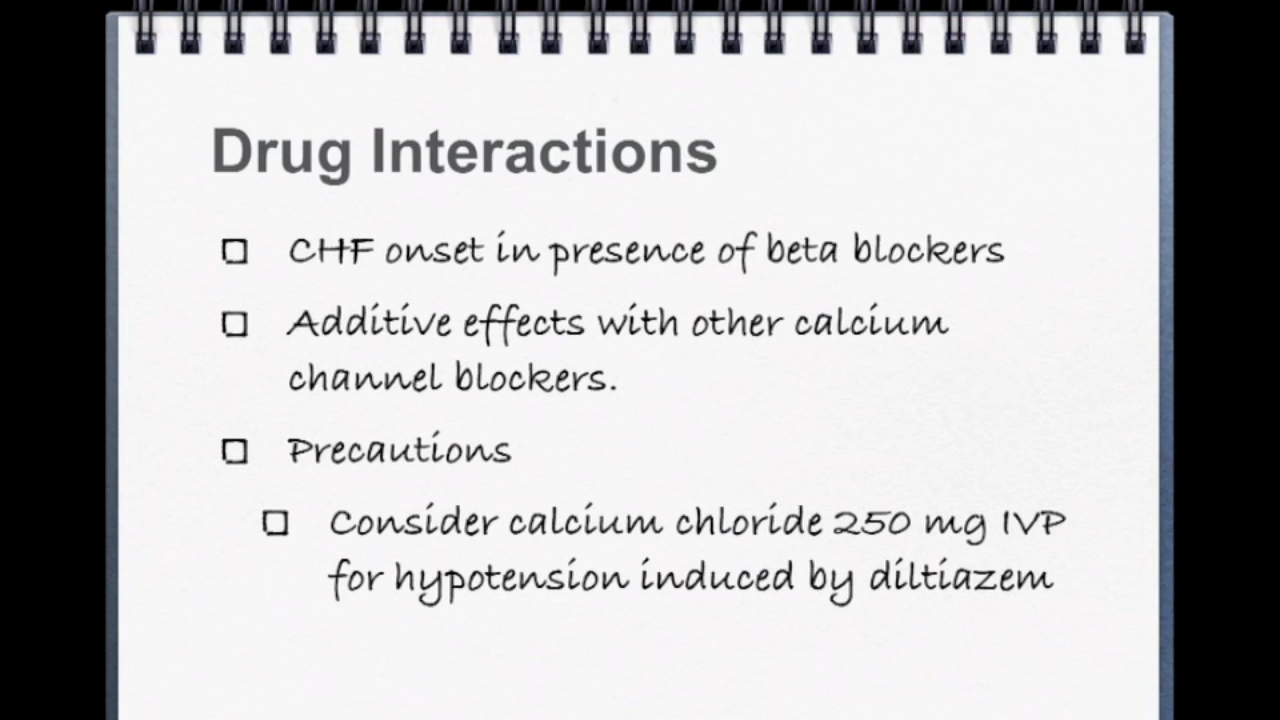 Drug Interactions
CHF onset in presence of beta blockers
Additive effects with other calcium
channel blockers.
Precautions
Consider calcium chloride 250 mg IVP
for hypotension induced by diltiazem